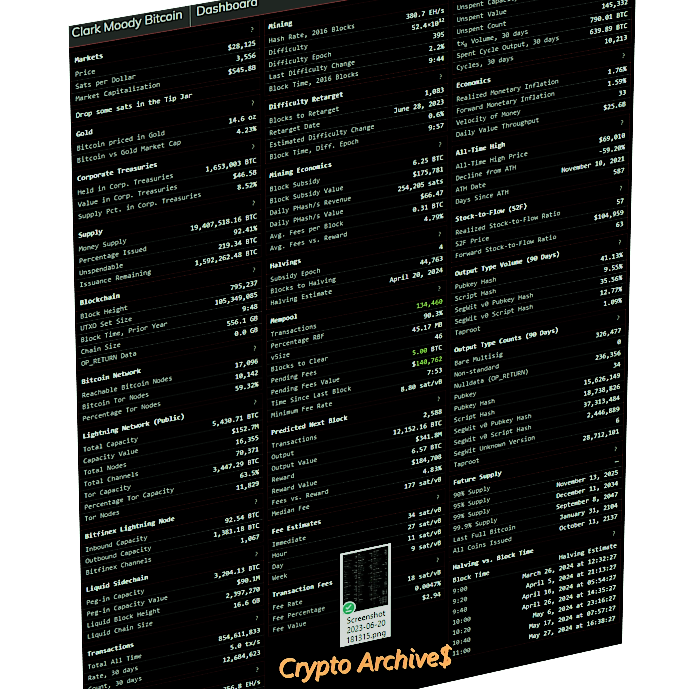 Clark Moody Bitcoin | Dashboard
Markets ?
Price $28,125
Sats per Dollar 3,556
Market Capitalization $545.8B
Drop some sats in the Tip Jar
Gold ?
Bitcoin priced in Gold 14.6 oz
Bitcoin vs Gold Market Cap 4.23%
Corporate Treasuries ?
Held in Corp. Treasuries 1,653,003 BTC
Value in Corp. Treasuries $46.5B
Supply Pct. in Corp. Treasuries 8.52%
Supply ?
Money Supply 19,407,518.16 BTC
Percentage Issued 92.41%
Unspendable 219.34 BTC
Issuance Remaining 1,592,262.48 BTC
Blockchain ?
Block Height 795,237
UTXO Set Size 105,349,085
Block Time, Prior Year 9:48
Chain Size 556.1 GB
OP_RETURN Data 0.0 GB
Bitcoin Network ?
Reachable Bitcoin Nodes 17,096
Bitcoin Tor Nodes 10,142
Percentage Tor Nodes 59.32%
Lightning Network (Public) ?
Total Capacity 5,430.71 BTC
Capacity Value $152.7M
Total Nodes 16,355
Total Channels 70,371
Tor Capacity 3,447.29 BTC
Percentage Tor Capacity 63.5%
Tor Nodes 11,829
Bitfinex Lightning Node ?
Inbound Capacity 92.54 BTC
Outbound Capacity 1,383.18 BTC
Bitfinex Channels 1,067
Liquid Sidechain ?
Peg-in Capacity 3,204.13 BTC
Peg-in Capacity Value $90.1M
Liquid Block Height 2,397,270
Liquid Chain Size 16.6 GB
Transactions ?
Total All Time 854,611,833
Rate, 30 days 5.0 tx/s
Count, 30 days 12,684,623
Mining ?
Hash Rate, 2016 Blocks 380.7 EH/s
Difficulty 52.4×10¹²
Difficulty Epoch 395
Last Difficulty Change 2.2%
Block Time, 2016 Blocks 9:44
Difficulty Retarget ?
Blocks to Retarget 1,083
Retarget Date June 28, 2023
Estimated Difficulty Change 0.6%
Block Time, Diff. Epoch 9:57
Mining Economics ?
Block Subsidy 6.25 BTC
Block Subsidy Value $175,781
Daily PHash/s Revenue 254,205 sats
Daily PHash/s Value $66.47
Avg. Fees per Block 0.31 BTC
Avg. Fees vs. Reward 4.79%
Halvings ?
Subsidy Epoch 4
Blocks to Halving 44,763
Halving Estimate April 20, 2024
Mempool ?
Transactions 134,460
Percentage RBF 90.3%
vSize 45.17 MB
Blocks to Clear 46
Pending Fees 5.00 BTC
Pending Fees Value $140,762
Time Since Last Block 7:53
Minimum Fee Rate 8.80 sat/vB
Predicted Next Block ?
Transactions 2,588
Output 12,152.16 BTC
Output Value $341.8M
Reward 6.57 BTC
Reward Value $184,708
Fees vs. Reward 4.83%
Median Fee 177 sat/vB
Fee Estimates ?
Immediate 34 sat/vB
Hour 27 sat/vB
Day 11 sat/vB
Week 9 sat/vB
Transaction Fees ?
Fee Rate 18 sat/vB
Fee Percentage 0.0047%
Fee Value $2.94
Unspent Value
Unspent Count 145,332
txo Volume, 30 days 790.01 BTC
Spent Cycle Output, 30 days 639.89 BTC
Cycles, 30 days 10,213
Economics ?
Realized Monetary Inflation 1.76%
Forward Monetary Inflation 1.59%
Velocity of Money 33
Daily Value Throughput $25.6B
All-Time High ?
All-Time High Price $69,010
Decline from ATH -59.20%
ATH Date November 10, 2021
Days Since ATH 587
Stock-to-Flow (S2F) ?
Realized Stock-to-Flow Ratio 57
S2F Price $104,959
Forward Stock-to-Flow Ratio 63
Output Type Volume (90 Days) ?
Pubkey Hash 41.13%
Script Hash 9.55%
SegWit v0 Pubkey Hash 35.56%
SegWit v0 Script Hash 12.77%
Taproot 1.09%
Output Type Counts (90 Days) ?
Bare Multisig 326,477
Non-standard 0
Nulldata (OP_RETURN) 236,356
Pubkey 34
Pubkey Hash 15,626,149
Script Hash 18,738,826
SegWit v0 Pubkey Hash 37,313,484
SegWit v0 Script Hash 2,446,889
SegWit Unknown Version 6
Taproot 28,712,101
Future Supply ?
90% Supply –
95% Supply November 13, 2025
99% Supply December 11, 2034
99.9% Supply September 8, 2047
Last Full Bitcoin January 31, 2104
All Coins Issued October 13, 2137
Halving vs. Block Time ?
Block Time Halving Estimate
9:00 March 26, 2024 at 12:32:27
9:20 April 5, 2024 at 21:13:27
9:40 April 16, 2024 at 05:54:27
10:00 April 26, 2024 at 14:35:27
10:20 May 6, 2024 at 23:16:27
10:40 May 17, 2024 at 07:57:27
11:00 May 27, 2024 at 16:38:27
Screenshot
2023-06-20
181315.png
Crypto Archive$